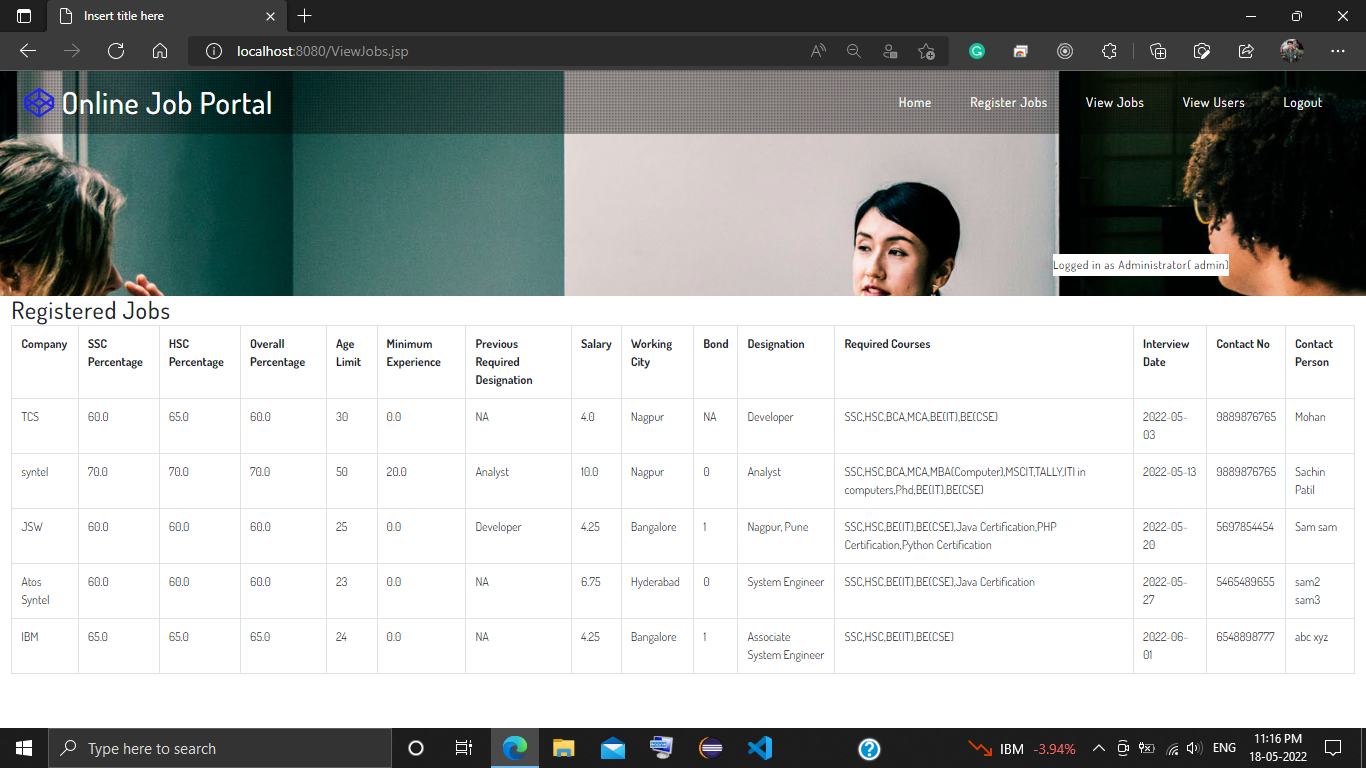 Insert title here
localhost:8080/ViewJobs.jsp
Online Job Portal
Home Register Jobs View Jobs View Users Logout
Logged in as Administrator( admin)
Registered Jobs
Company SSC Percentage HSC Percentage Overall Percentage Age Limit Minimum Experience Previous Required Designation Salary Working City Bond Designation Required Courses Interview Date Contact No Contact Person
TCS 60.0 65.0 60.0 30 0.0 NA 4.0 Nagpur NA Developer SSC,HSC,BCA,MCA,BE(IT),BE(CSE) 2022-05-03 9889876765 Mohan
syntel 70.0 70.0 70.0 50 20.0 Analyst 10.0 Nagpur 0 Analyst SSC,HSC,BCA,MCA,MBA(Computer),MSCIT,TALLY,ITI in computers,Phd,BE(IT),BE(CSE) 2022-05-13 9889876765 Sachin Patil
JSW 60.0 60.0 60.0 25 0.0 Developer 4.25 Bangalore 1 Nagpur, Pune SSC,HSC,BE(IT),BE(CSE),Java Certification,PHP Certification,Python Certification 2022-05-20 5697854454 Sam sam
Atos Syntel 60.0 60.0 60.0 23 0.0 NA 6.75 Hyderabad 0 System Engineer SSC,HSC,BE(IT),BE(CSE),Java Certification 2022-05-27 5465489655 sam2 sam3
IBM 65.0 65.0 65.0 24 0.0 NA 4.25 Bangalore 1 Associate System Engineer SSC,HSC,BE(IT),BE(CSE) 2022-06-01 6548898777 abc xyz
Type here to search
IBM -3.94%
ENG
11:16 PM
18-05-2022